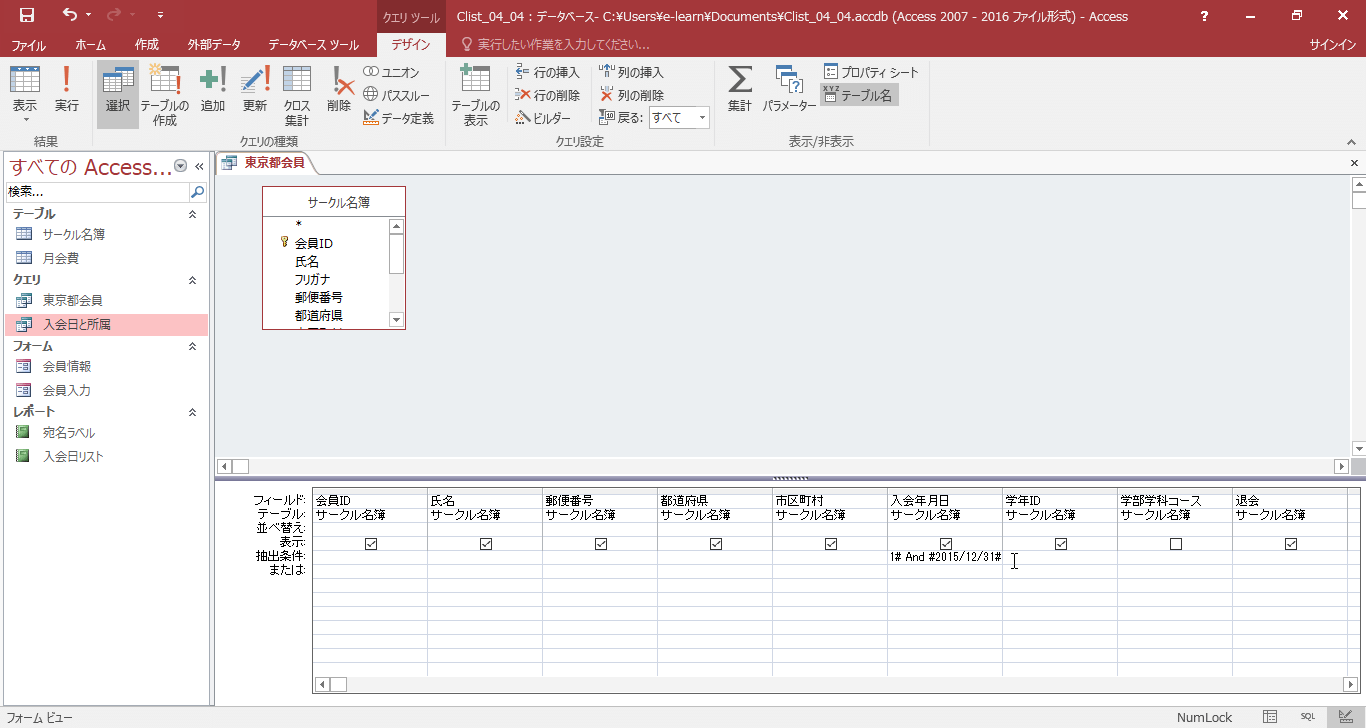 クエリ ツール
Clist_04_04 : データベース- C:¥Users¥e-learn¥Documents¥Clist_04_04.accdb (Access 2007 - 2016 ファイル形式) - Access
?
ファイル ホーム 作成 外部データ データベース ツール デザイン 実行したい作業を入力してください... サインイン
表示
実行
結果
選択
テーブルの
作成
追加
更新
クロス
集計
削除
ユニオン
パススルー
データ定義
クエリの種類
テーブルの
表示
行の挿入
行の削除
ビルダー
列の挿入
列の削除
戻る: すべて
クエリ設定
集計
パラメーター
プロパティ シート
XYZ テーブル名
表示/非表示
すべての Access...
検索...
テーブル
サークル名簿
月会費
クエリ
東京都会員
入会日と所属
フォーム
会員情報
会員入力
レポート
宛名ラベル
入会日リスト
東京都会員
サークル名簿
*
会員ID
氏名
フリガナ
郵便番号
都道府県
フィールド: 会員ID 氏名 郵便番号 都道府県 市区町村 入会年月日 学年ID 学部学科コース 退会
テーブル: サークル名簿 サークル名簿 サークル名簿 サークル名簿 サークル名簿 サークル名簿 サークル名簿 サークル名簿 サークル名簿
並べ替え:
表示:
抽出条件: 1# And #2015/12/31#
または:
フォーム ビュー
NumLock
SQL